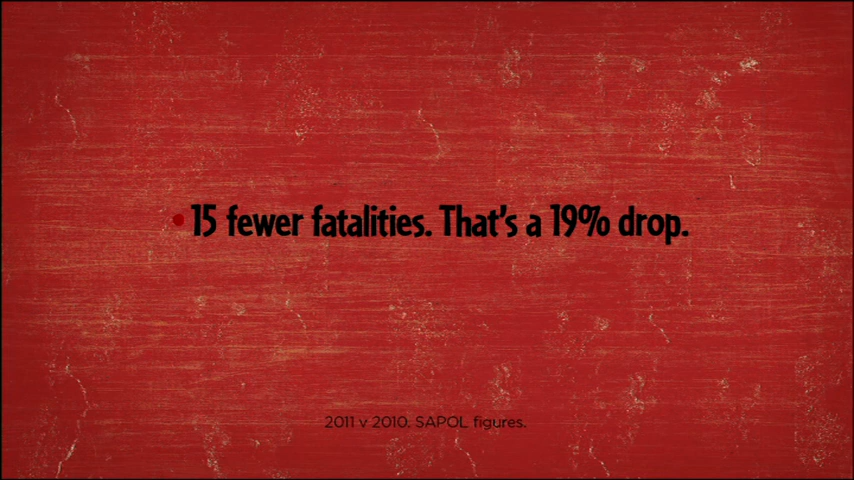 • 15 fewer fatalities. That's a 19% drop.
2011 v 2010. SAPOL figures.